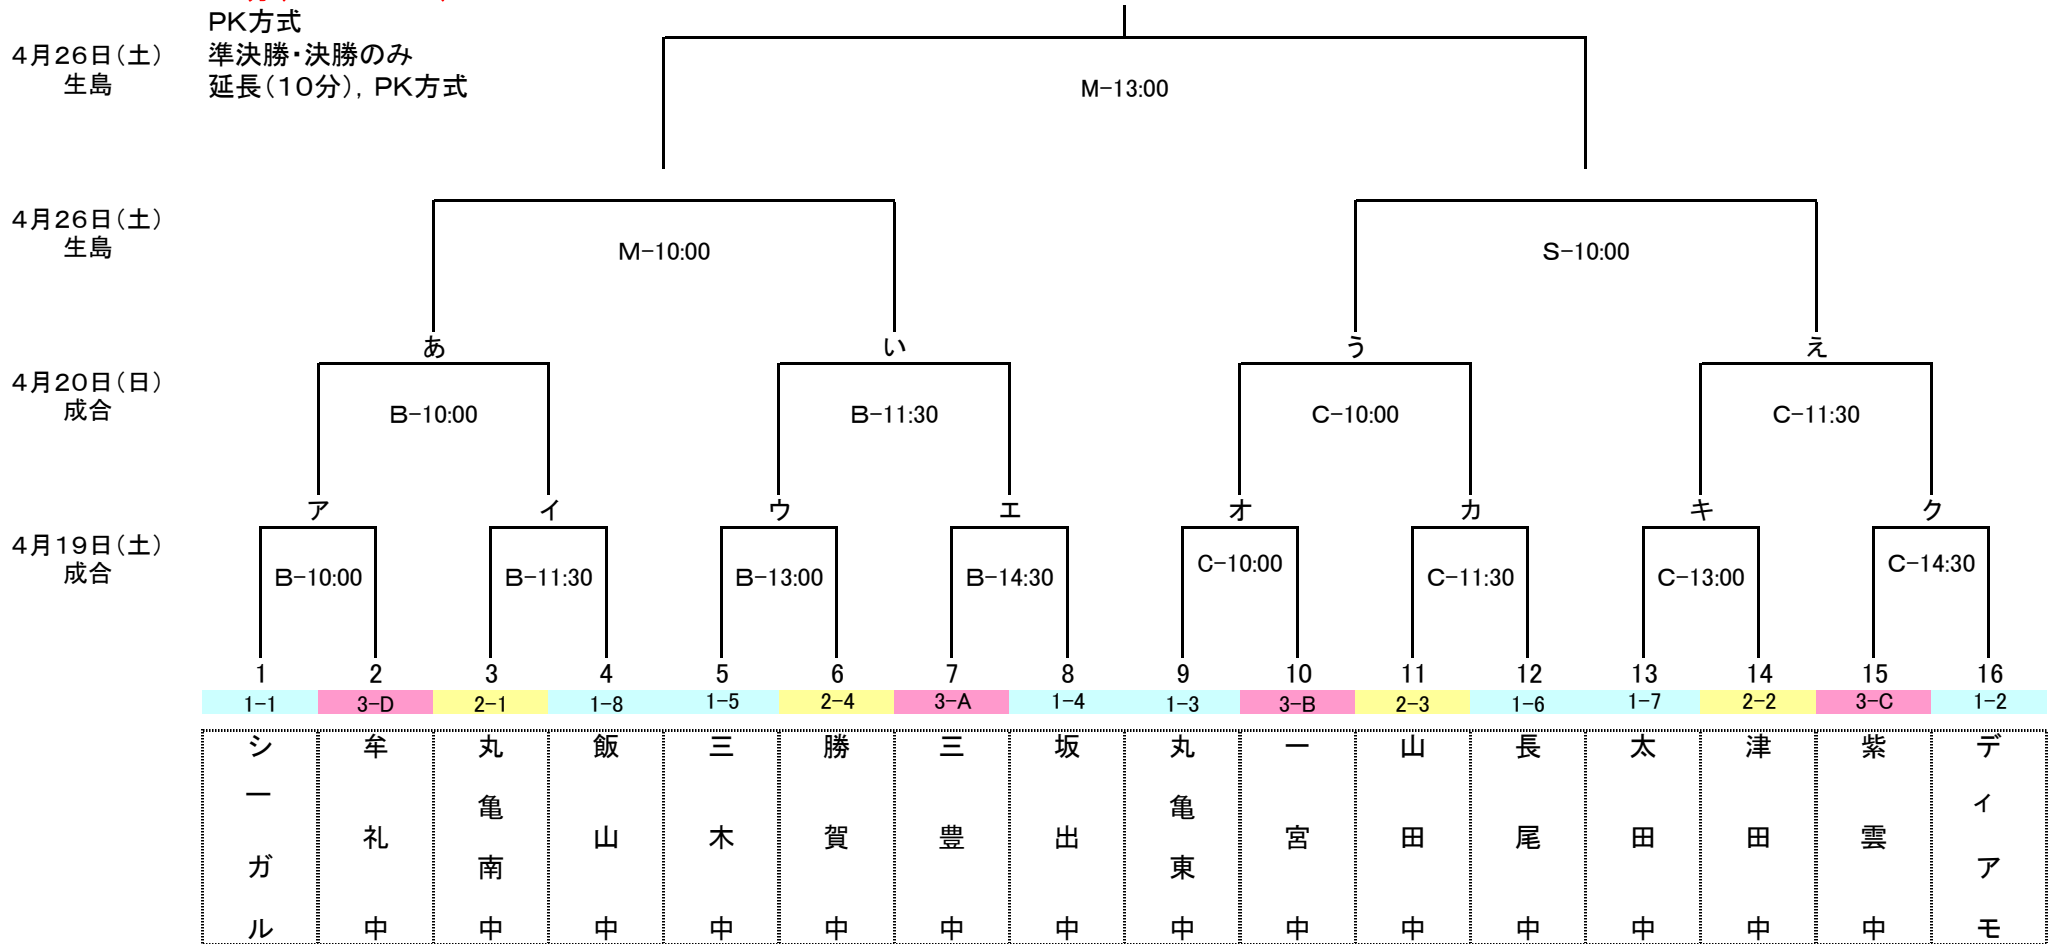 PK方式
4月26日(土)
生島
準決勝・決勝のみ
延長(10分), PK方式
M-13:00
4月26日(土)
生島
M-10:00
S-10:00
あ い う え
4月20日(日)
成合
B-10:00 B-11:30 C-10:00 C-11:30
ア イ ウ エ オ カ キ ク
4月19日(土)
成合
B-10:00 B-11:30 B-13:00 B-14:30 C-10:00 C-11:30 C-13:00 C-14:30
1 2 3 4 5 6 7 8 9 10 11 12 13 14 15 16
1-1 3-D 2-1 1-8 1-5 2-4 3-A 1-4 1-3 3-B 2-3 1-6 1-7 2-2 3-C 1-2
シーガル
牟礼中
丸亀南中
飯山中
三木中
勝賀中
三豊中
坂出中
丸亀東中
一宮中
山田中
長尾中
太田中
津田中
紫雲中
ディアモ